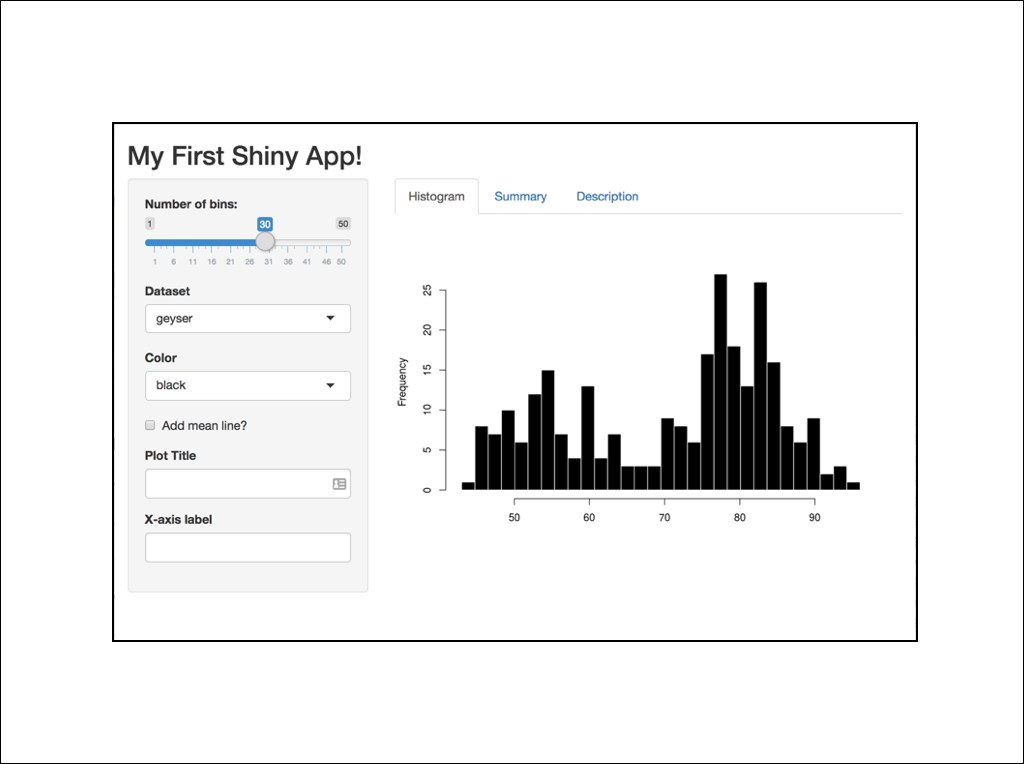 My First Shiny App!
Number of bins:
1 30 50
1 6 11 16 21 26 31 36 41 46 50
Dataset
geyser
Color
black
Add mean line?
Plot Title
X-axis label
Histogram Summary Description
Frequency
25
20
15
10
5
0
50 60 70 80 90